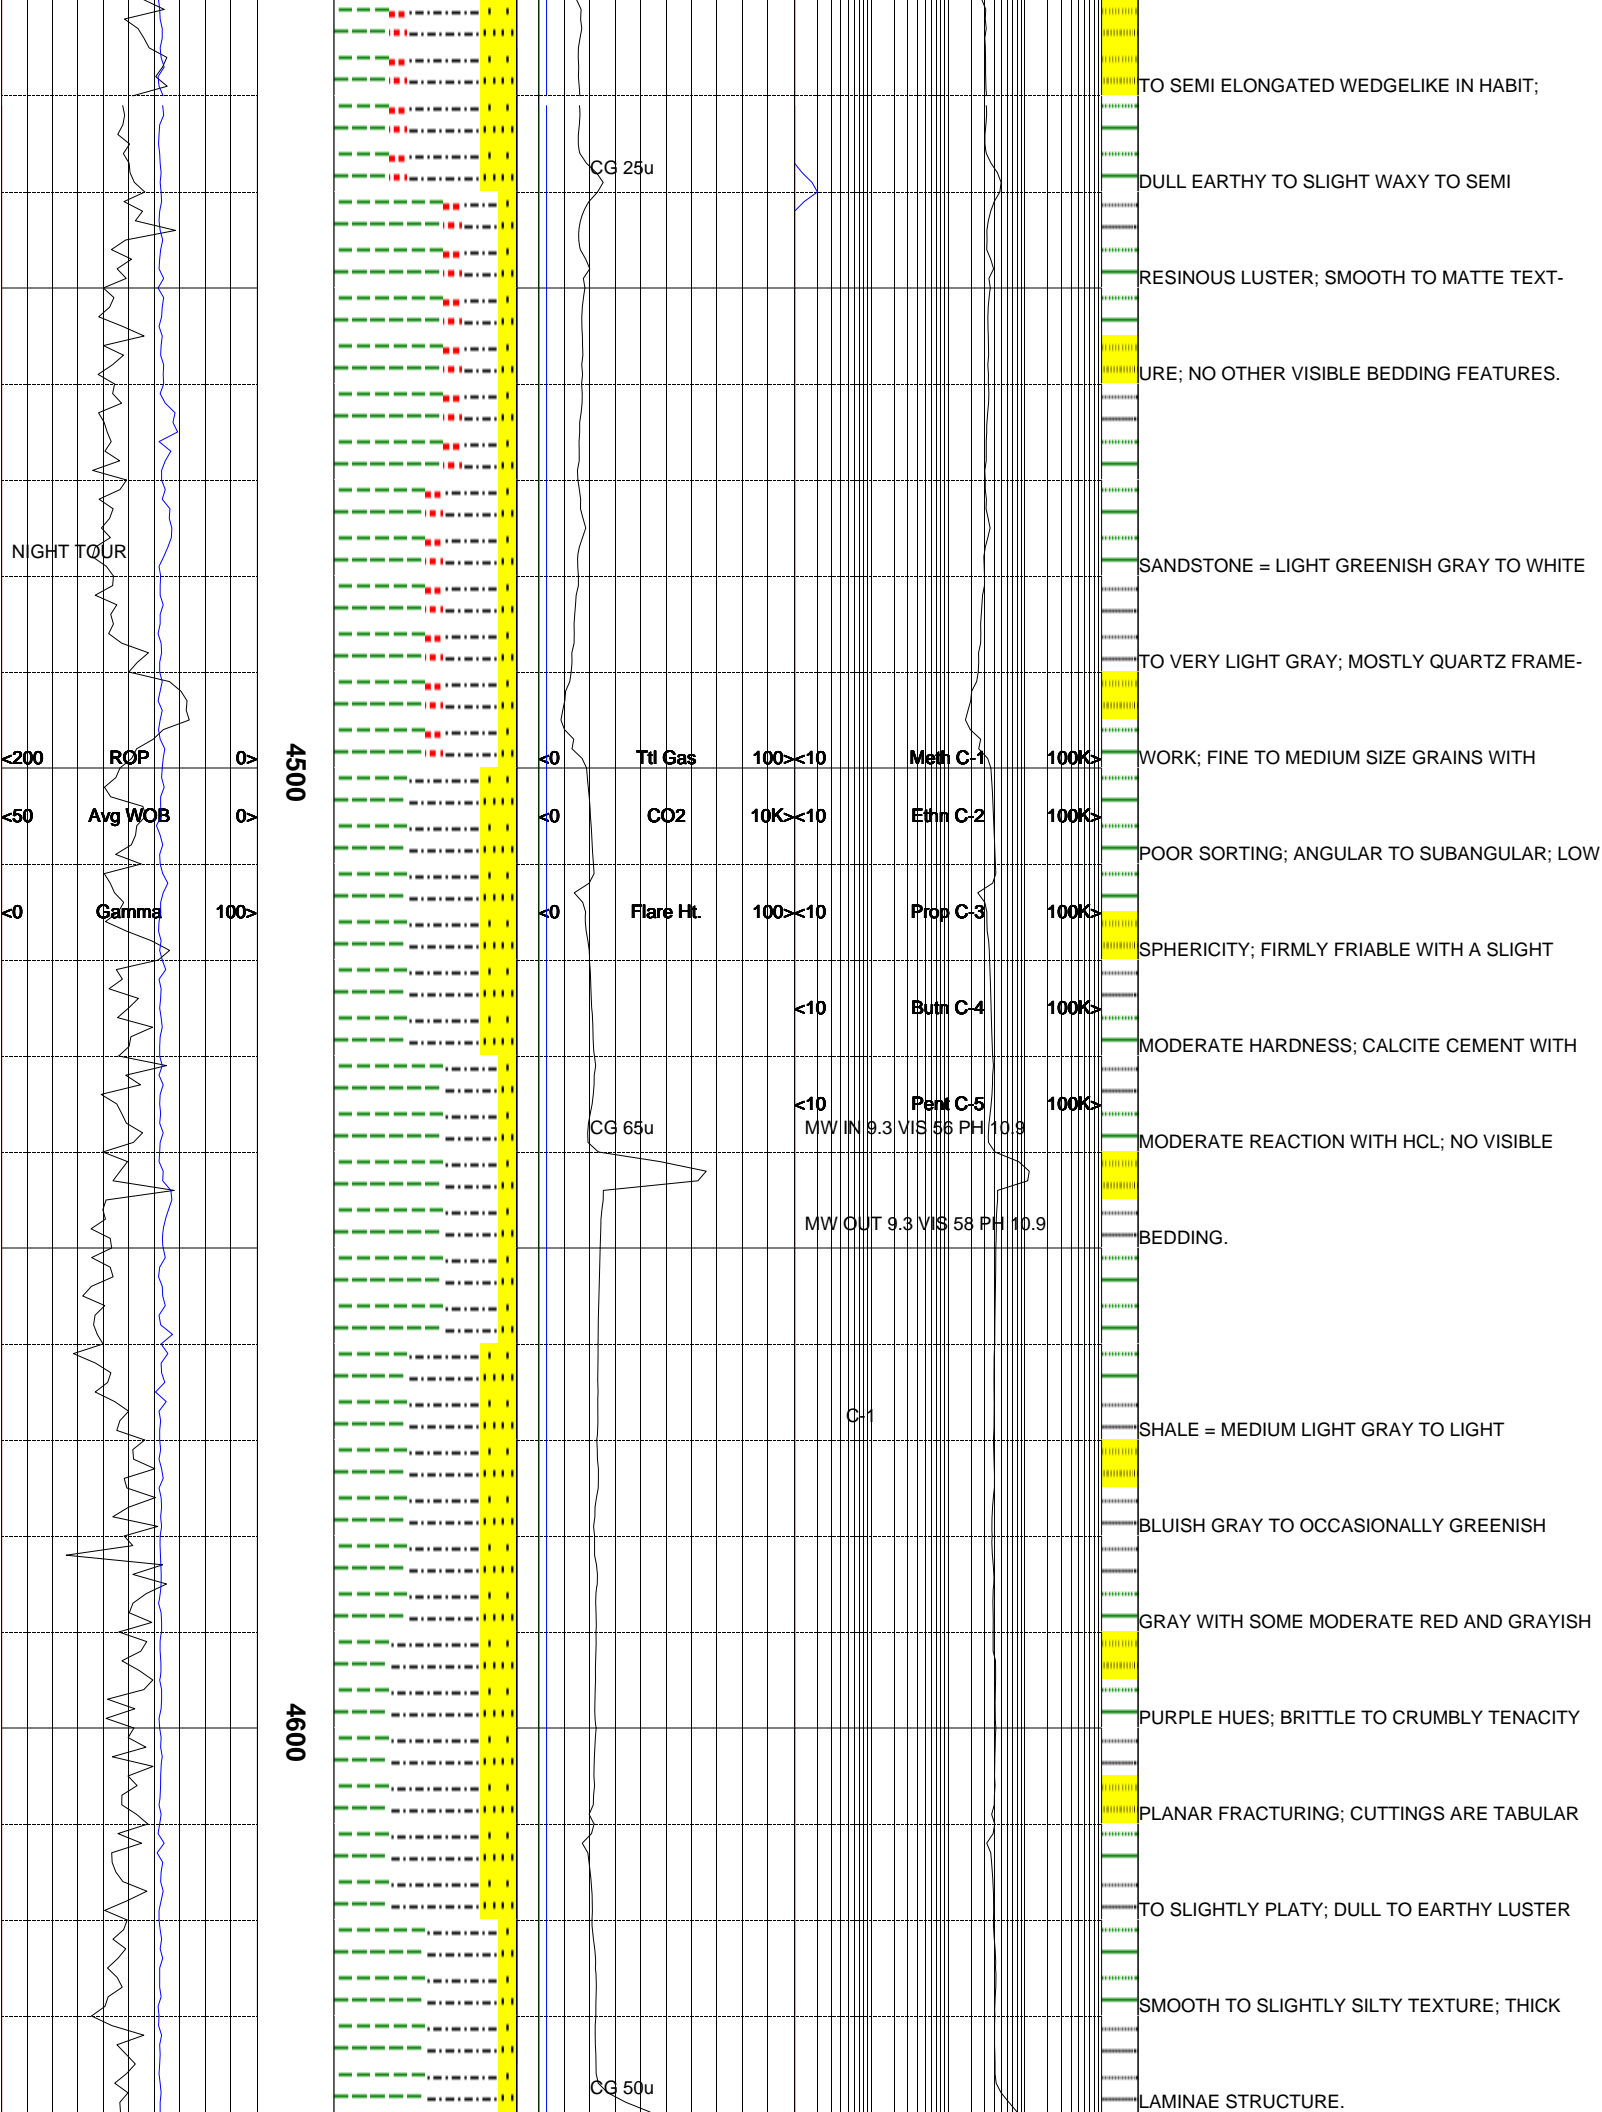 TO SEMI ELONGATED WEDGELIKE IN HABIT;
CG 25u
DULL EARTHY TO SLIGHT WAXY TO SEMI
RESINOUS LUSTER; SMOOTH TO MATTE TEXT-
URE; NO OTHER VISIBLE BEDDING FEATURES.
NIGHT TOUR
SANDSTONE = LIGHT GREENISH GRAY TO WHITE
TO VERY LIGHT GRAY; MOSTLY QUARTZ FRAME-
<200 ROP 0> 4500 <0 Ttl Gas 100><10 Meth C-1 100K> WORK; FINE TO MEDIUM SIZE GRAINS WITH
<50 Avg WOB 0> <0 CO2 10K><10 Ethn C-2 100K>
POOR SORTING; ANGULAR TO SUBANGULAR; LOW
<0 Gamma 100> <0 Flare Ht. 100><10 Prop C-3 100K>
SPHERICITY; FIRMLY FRIABLE WITH A SLIGHT
<10 Butn C-4 100K>
MODERATE HARDNESS; CALCITE CEMENT WITH
<10 Pent C-5 100K>
CG 65u MW IN 9.3 VIS 56 PH 10.9
MODERATE REACTION WITH HCL; NO VISIBLE
MW OUT 9.3 VIS 58 PH 10.9
BEDDING.
C-1
SHALE = MEDIUM LIGHT GRAY TO LIGHT
BLUISH GRAY TO OCCASIONALLY GREENISH
GRAY WITH SOME MODERATE RED AND GRAYISH
4600 PURPLE HUES; BRITTLE TO CRUMBLY TENACITY
PLANAR FRACTURING; CUTTINGS ARE TABULAR
TO SLIGHTLY PLATY; DULL TO EARTHY LUSTER
SMOOTH TO SLIGHTLY SILTY TEXTURE; THICK
CG 50u
LAMINAE STRUCTURE.